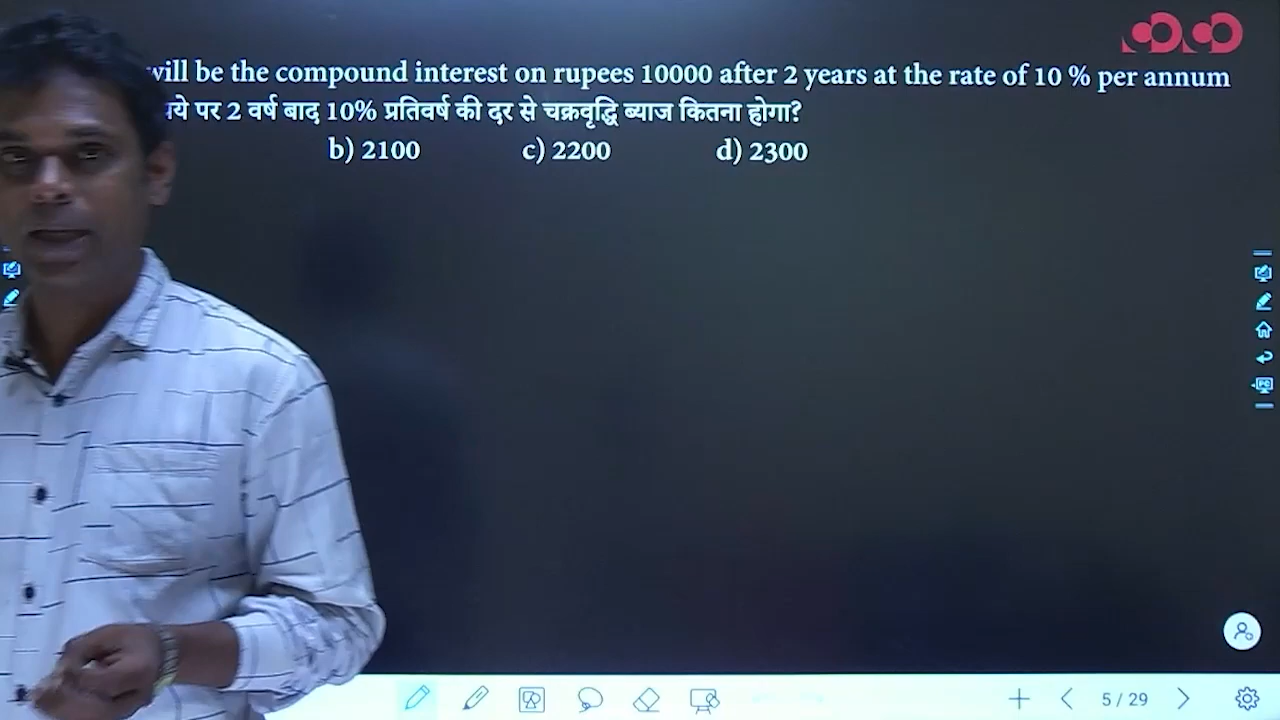 will be the compound interest on rupees 10000 after 2 years at the rate of 10 % per annum
पर 2 वर्ष बाद 10% प्रतिवर्ष की दर से चक्रवृद्धि ब्याज कितना होगा?
b) 2100 c) 2200 d) 2300
PC
5 / 29